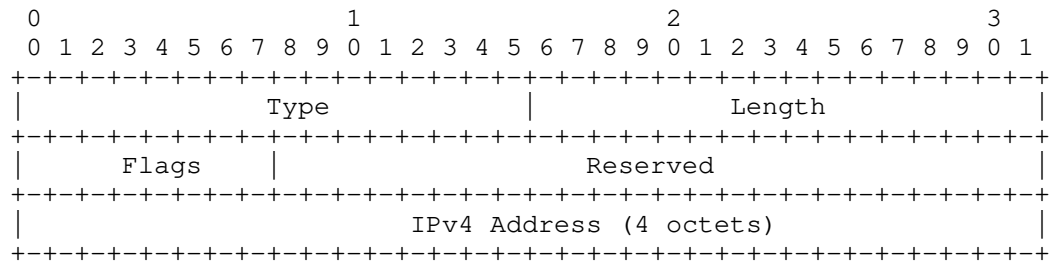 0                   1                   2                   3
 0 1 2 3 4 5 6 7 8 9 0 1 2 3 4 5 6 7 8 9 0 1 2 3 4 5 6 7 8 9 0 1
+-+-+-+-+-+-+-+-+-+-+-+-+-+-+-+-+-+-+-+-+-+-+-+-+-+-+-+-+-+-+-+-+
|               Type            |            Length             |
+-+-+-+-+-+-+-+-+-+-+-+-+-+-+-+-+-+-+-+-+-+-+-+-+-+-+-+-+-+-+-+-+
|      Flags    |                   Reserved                    |
+-+-+-+-+-+-+-+-+-+-+-+-+-+-+-+-+-+-+-+-+-+-+-+-+-+-+-+-+-+-+-+-+
|                        IPv4 Address (4 octets)                |
+-+-+-+-+-+-+-+-+-+-+-+-+-+-+-+-+-+-+-+-+-+-+-+-+-+-+-+-+-+-+-+-+